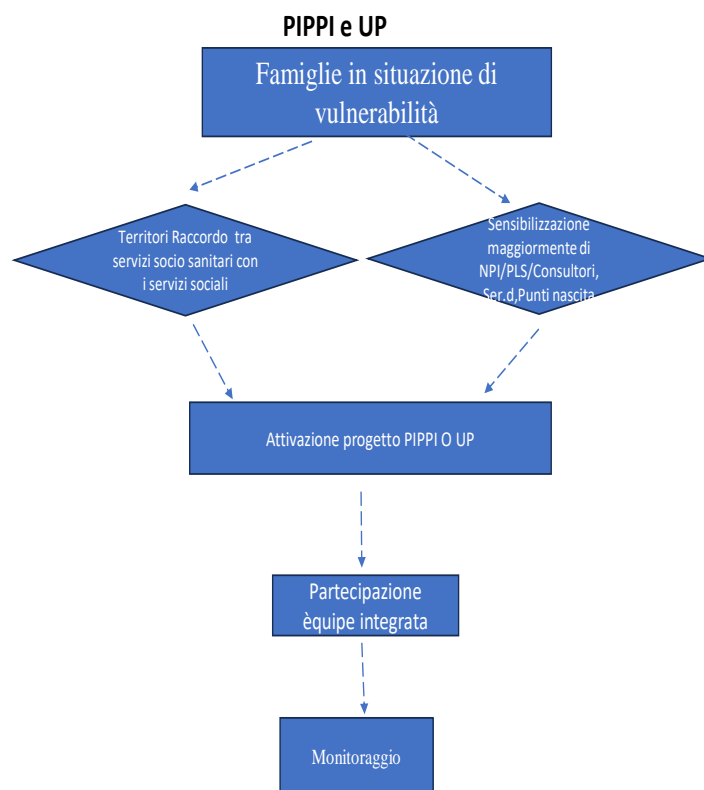 PIPPI e UP
Famiglie in situazione di
vulnerabilità
Territori Raccordo tra
servizi socio sanitari con
i servizi sociali
Sensibilizzazione
maggiormente di
NPI/PLS/Consultori,
Ser.d,Punti nascita
Attivazione progetto PIPPI O UP
Partecipazione
èquipe integrata
Monitoraggio